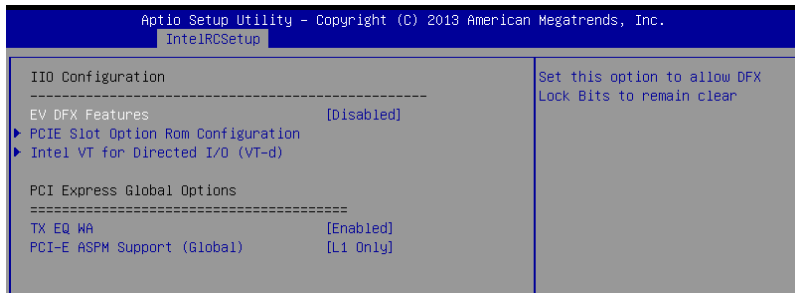 Aptio Setup Utility – Copyright (C) 2013 American Megatrends, Inc.
IntelRCSetup
IIO Configuration
--------------------------------------------------
EV DFX Features [Disabled]
PCIE Slot Option Rom Configuration
Intel VT for Directed I/O (VT-d)
PCI Express Global Options
========================================
TX EQ WA [Enabled]
PCI-E ASPM Support (Global) [L1 Only]
Set this option to allow DFX
Lock Bits to remain clear